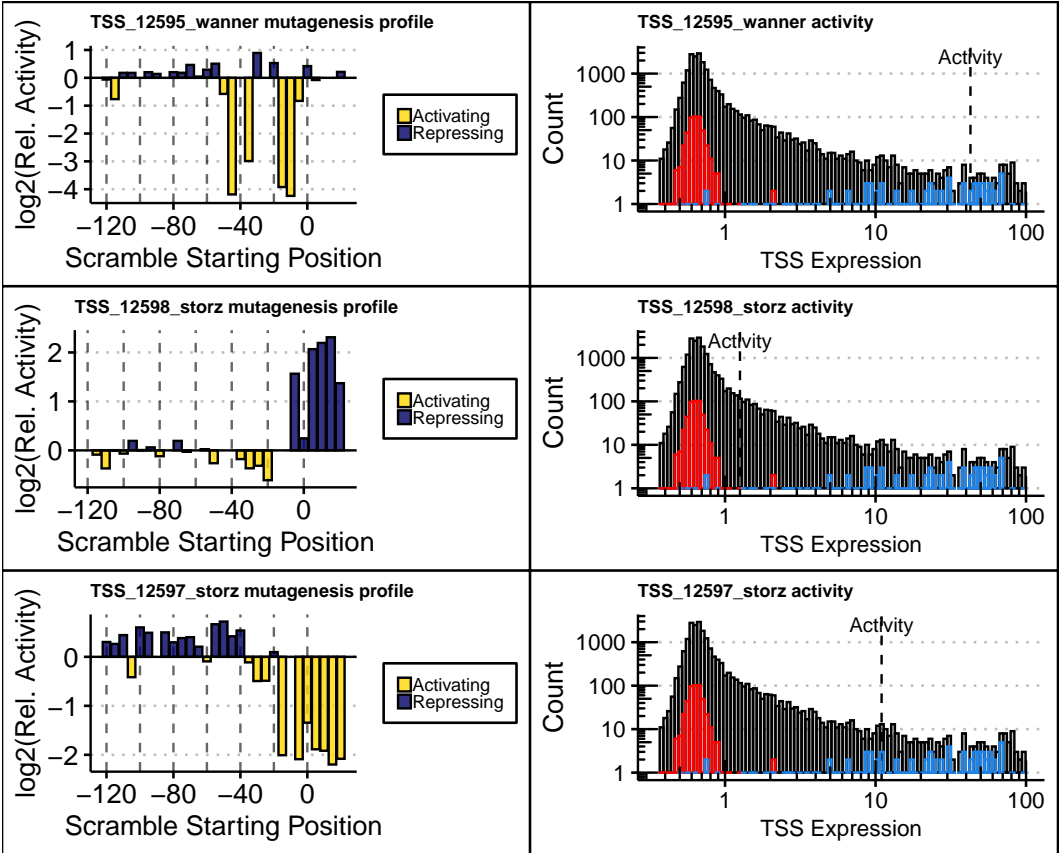 TSS_12595_wanner mutagenesis profile
log2(Rel. Activity)
1
0
−1
−2
−3
−4
−120
−80
−40
0
Scramble Starting Position
Activating
Repressing
TSS_12595_wanner activity
Count
1000
100
10
1
Activity
1
10
100
TSS Expression
TSS_12598_storz mutagenesis profile
log2(Rel. Activity)
2
1
0
−120
−80
−40
0
Scramble Starting Position
Activating
Repressing
TSS_12598_storz activity
Count
1000
100
10
1
Activity
1
10
100
TSS Expression
TSS_12597_storz mutagenesis profile
log2(Rel. Activity)
0
−1
−2
−120
−80
−40
0
Scramble Starting Position
Activating
Repressing
TSS_12597_storz activity
Count
1000
100
10
1
Activity
1
10
100
TSS Expression